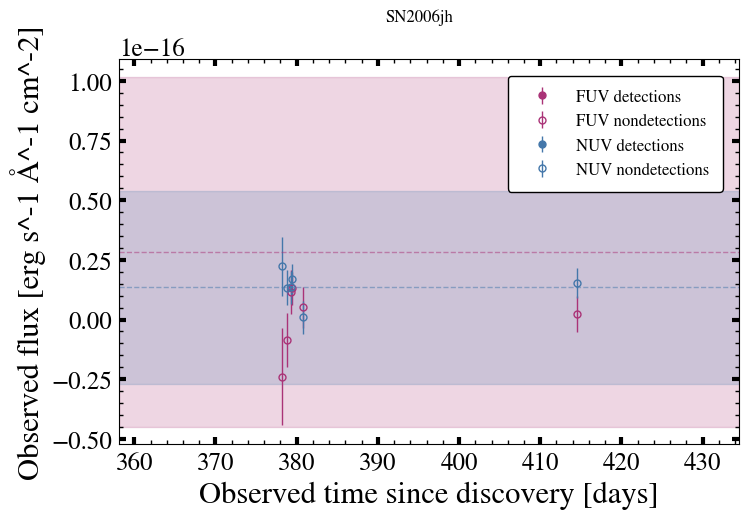 SN2006jh
1e−16
1.00
0.75
0.50
0.25
0.00
−0.25
−0.50
Observed flux [erg s^-1 Å^-1 cm^-2]
FUV detections
FUV nondetections
NUV detections
NUV nondetections
360 370 380 390 400 410 420 430
Observed time since discovery [days]